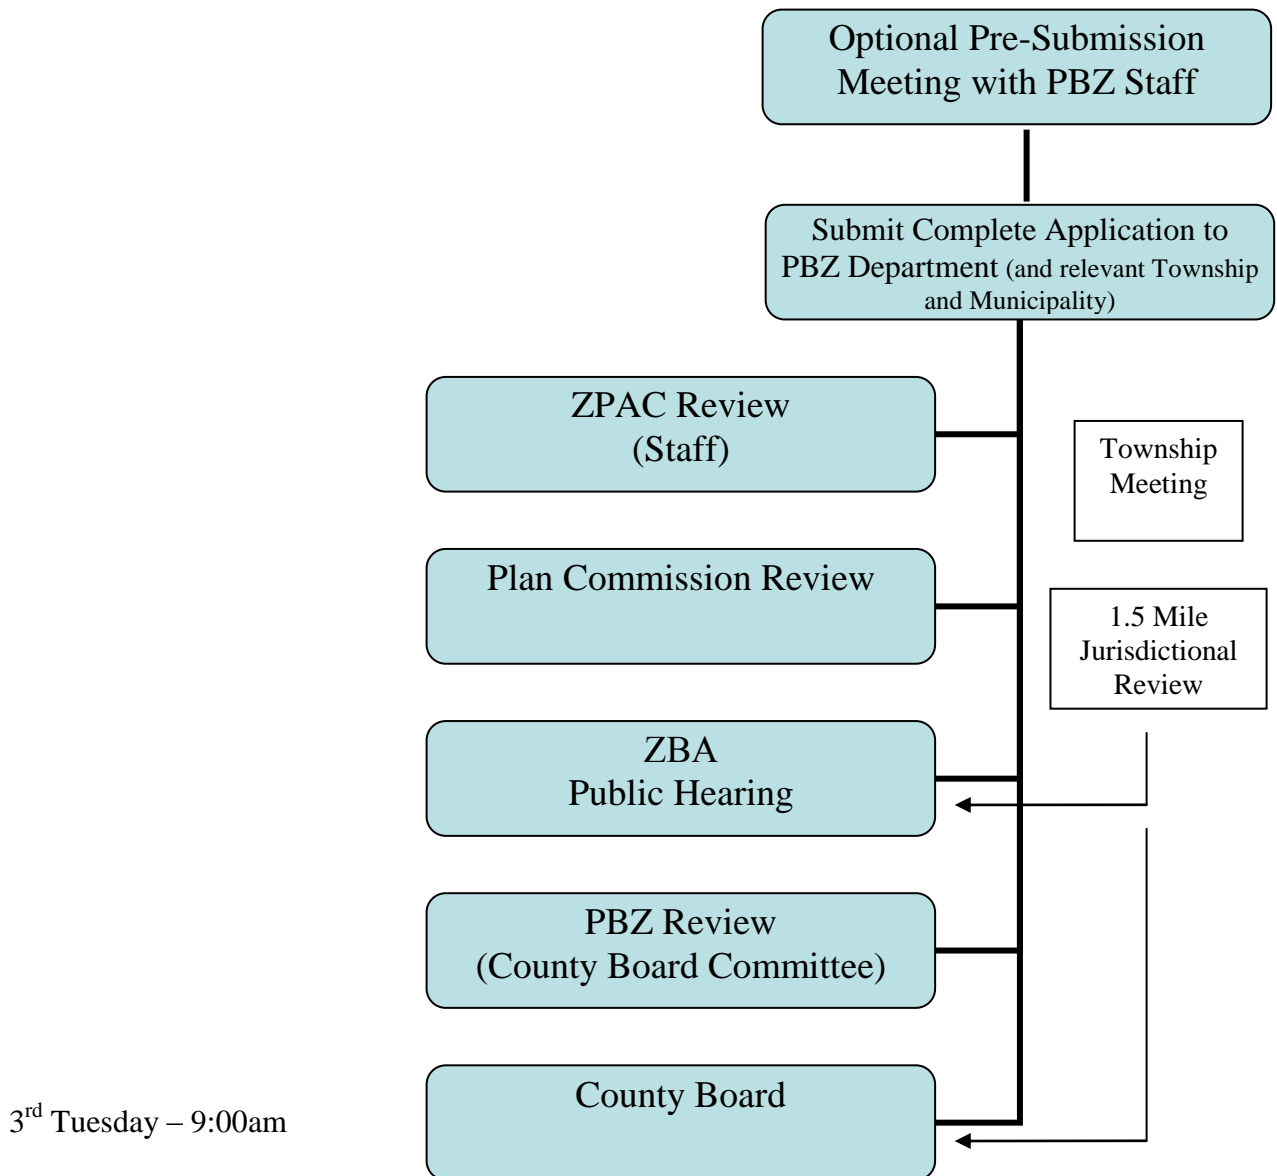 Optional Pre-Submission
Meeting with PBZ Staff
Submit Complete Application to
PBZ Department (and relevant Township
and Municipality)
ZPAC Review
(Staff)
Township
Meeting
Plan Commission Review
1.5 Mile
Jurisdictional
Review
ZBA
Public Hearing
PBZ Review
(County Board Committee)
County Board
3rd Tuesday – 9:00am